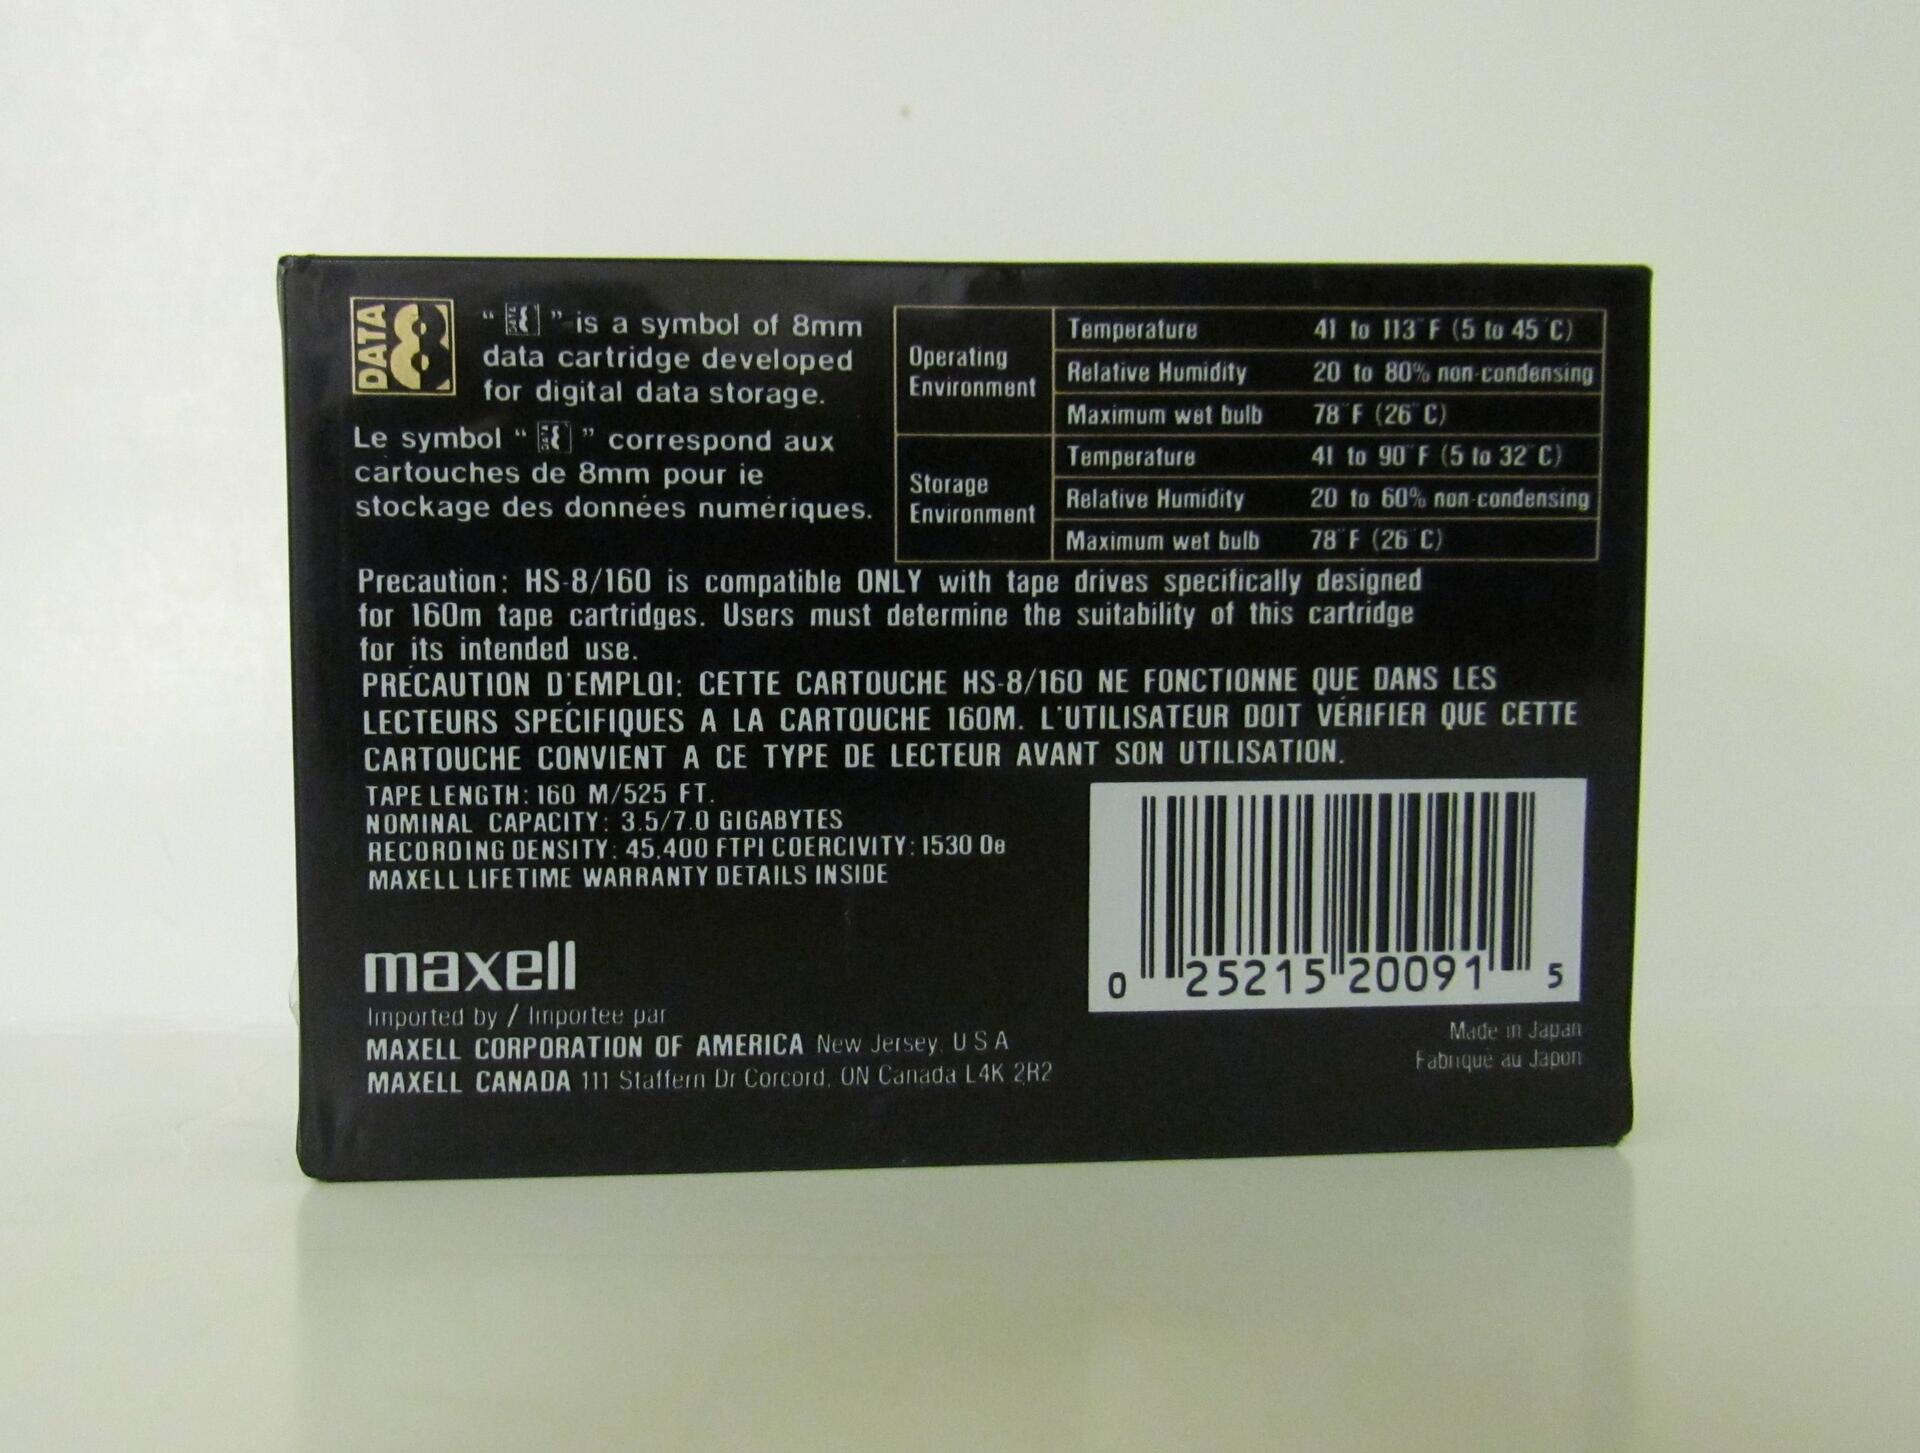 DATA 8
" DATA 8 " is a symbol of 8mm
data cartridge developed
for digital data storage.
Le symbol " DATA 8 " correspond aux
cartouches de 8mm pour ie
stockage des données numériques.
Operating
Environment
Temperature 41 to 113°F (5 to 45°C)
Relative Humidity 20 to 80% non-condensing
Maximum wet bulb 78°F (26°C)
Storage
Environment
Temperature 41 to 90°F (5 to 32°C)
Relative Humidity 20 to 60% non-condensing
Maximum wet bulb 78°F (26°C)
Precaution: HS-8/160 is compatible ONLY with tape drives specifically designed
for 160m tape cartridges. Users must determine the suitability of this cartridge
for its intended use.
PRÉCAUTION D'EMPLOI: CETTE CARTOUCHE HS-8/160 NE FONCTIONNE QUE DANS LES
LECTEURS SPÉCIFIQUES A LA CARTOUCHE 160M. L'UTILISATEUR DOIT VÉRIFIER QUE CETTE
CARTOUCHE CONVIENT A CE TYPE DE LECTEUR AVANT SON UTILISATION.
TAPE LENGTH: 160 M/525 FT.
NOMINAL CAPACITY: 3.5/7.0 GIGABYTES
RECORDING DENSITY: 45,400 FTPI COERCIVITY: 1530 Oe
MAXELL LIFETIME WARRANTY DETAILS INSIDE
0 25215 20091 5
maxell
Imported by / Importee par
MAXELL CORPORATION OF AMERICA New Jersey, U S A
MAXELL CANADA 111 Staffern Dr Corcord, ON Canada L4K 2R2
Made in Japan
Fabriqué au Japon